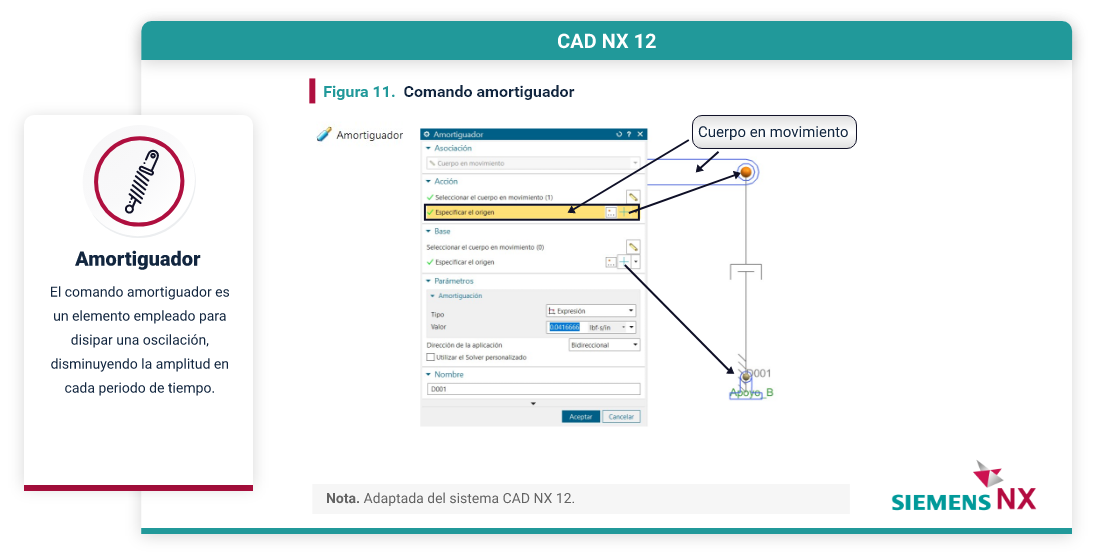 CAD NX 12
Figura 11. Comando amortiguador
Amortiguador
El comando amortiguador es
un elemento empleado para
disipar una oscilación,
disminuyendo la amplitud en
cada periodo de tiempo.
Amortiguador
Amortiguador
Asociación
Cuerpo en movimiento
Acción
Seleccionar el cuerpo en movimiento (1)
Especificar el origen
Base
Seleccionar el cuerpo en movimiento (0)
Especificar el origen
Parámetros
Amortiguación
Tipo
Expresión
Valor
0.0416666 lbf-s/in
Dirección de la aplicación
Bidireccional
Utilizar el Solver personalizado
Nombre
D001
Aceptar
Cancelar
Cuerpo en movimiento
D001
Apoyo_B
Nota. Adaptada del sistema CAD NX 12.
SIEMENS NX